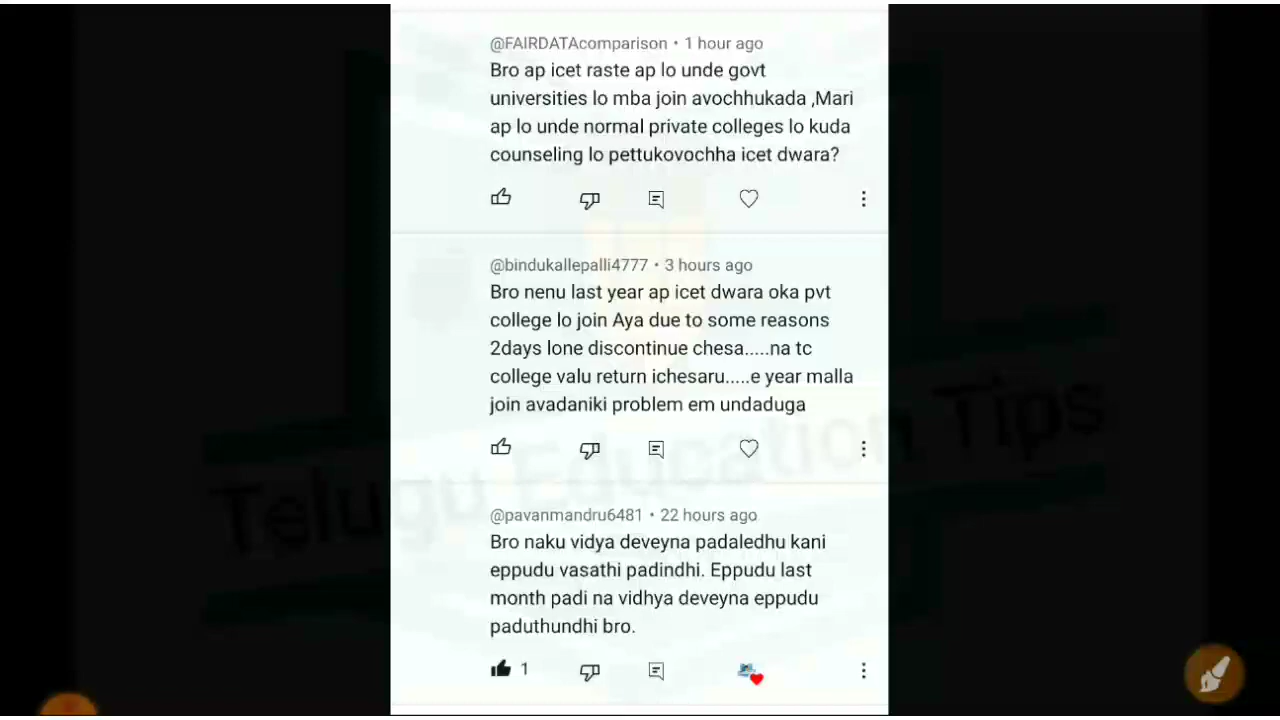 @FAIRDATAcomparison • 1 hour ago
Bro ap icet raste ap lo unde govt
universities lo mba join avochhukada ,Mari
ap lo unde normal private colleges lo kuda
counseling lo pettukovochha icet dwara?
@bindukallepalli4777 • 3 hours ago
Bro nenu last year ap icet dwara oka pvt
college lo join Aya due to some reasons
2days lone discontinue chesa.....na tc
college valu return ichesaru.....e year malla
join avadaniki problem em undaduga
Telugu Education Tips
@pavanmandru6481 • 22 hours ago
Bro naku vidya deveyna padaledhu kani
eppudu vasathi padindhi. Eppudu last
month padi na vidhya deveyna eppudu
paduthundhi bro.
1